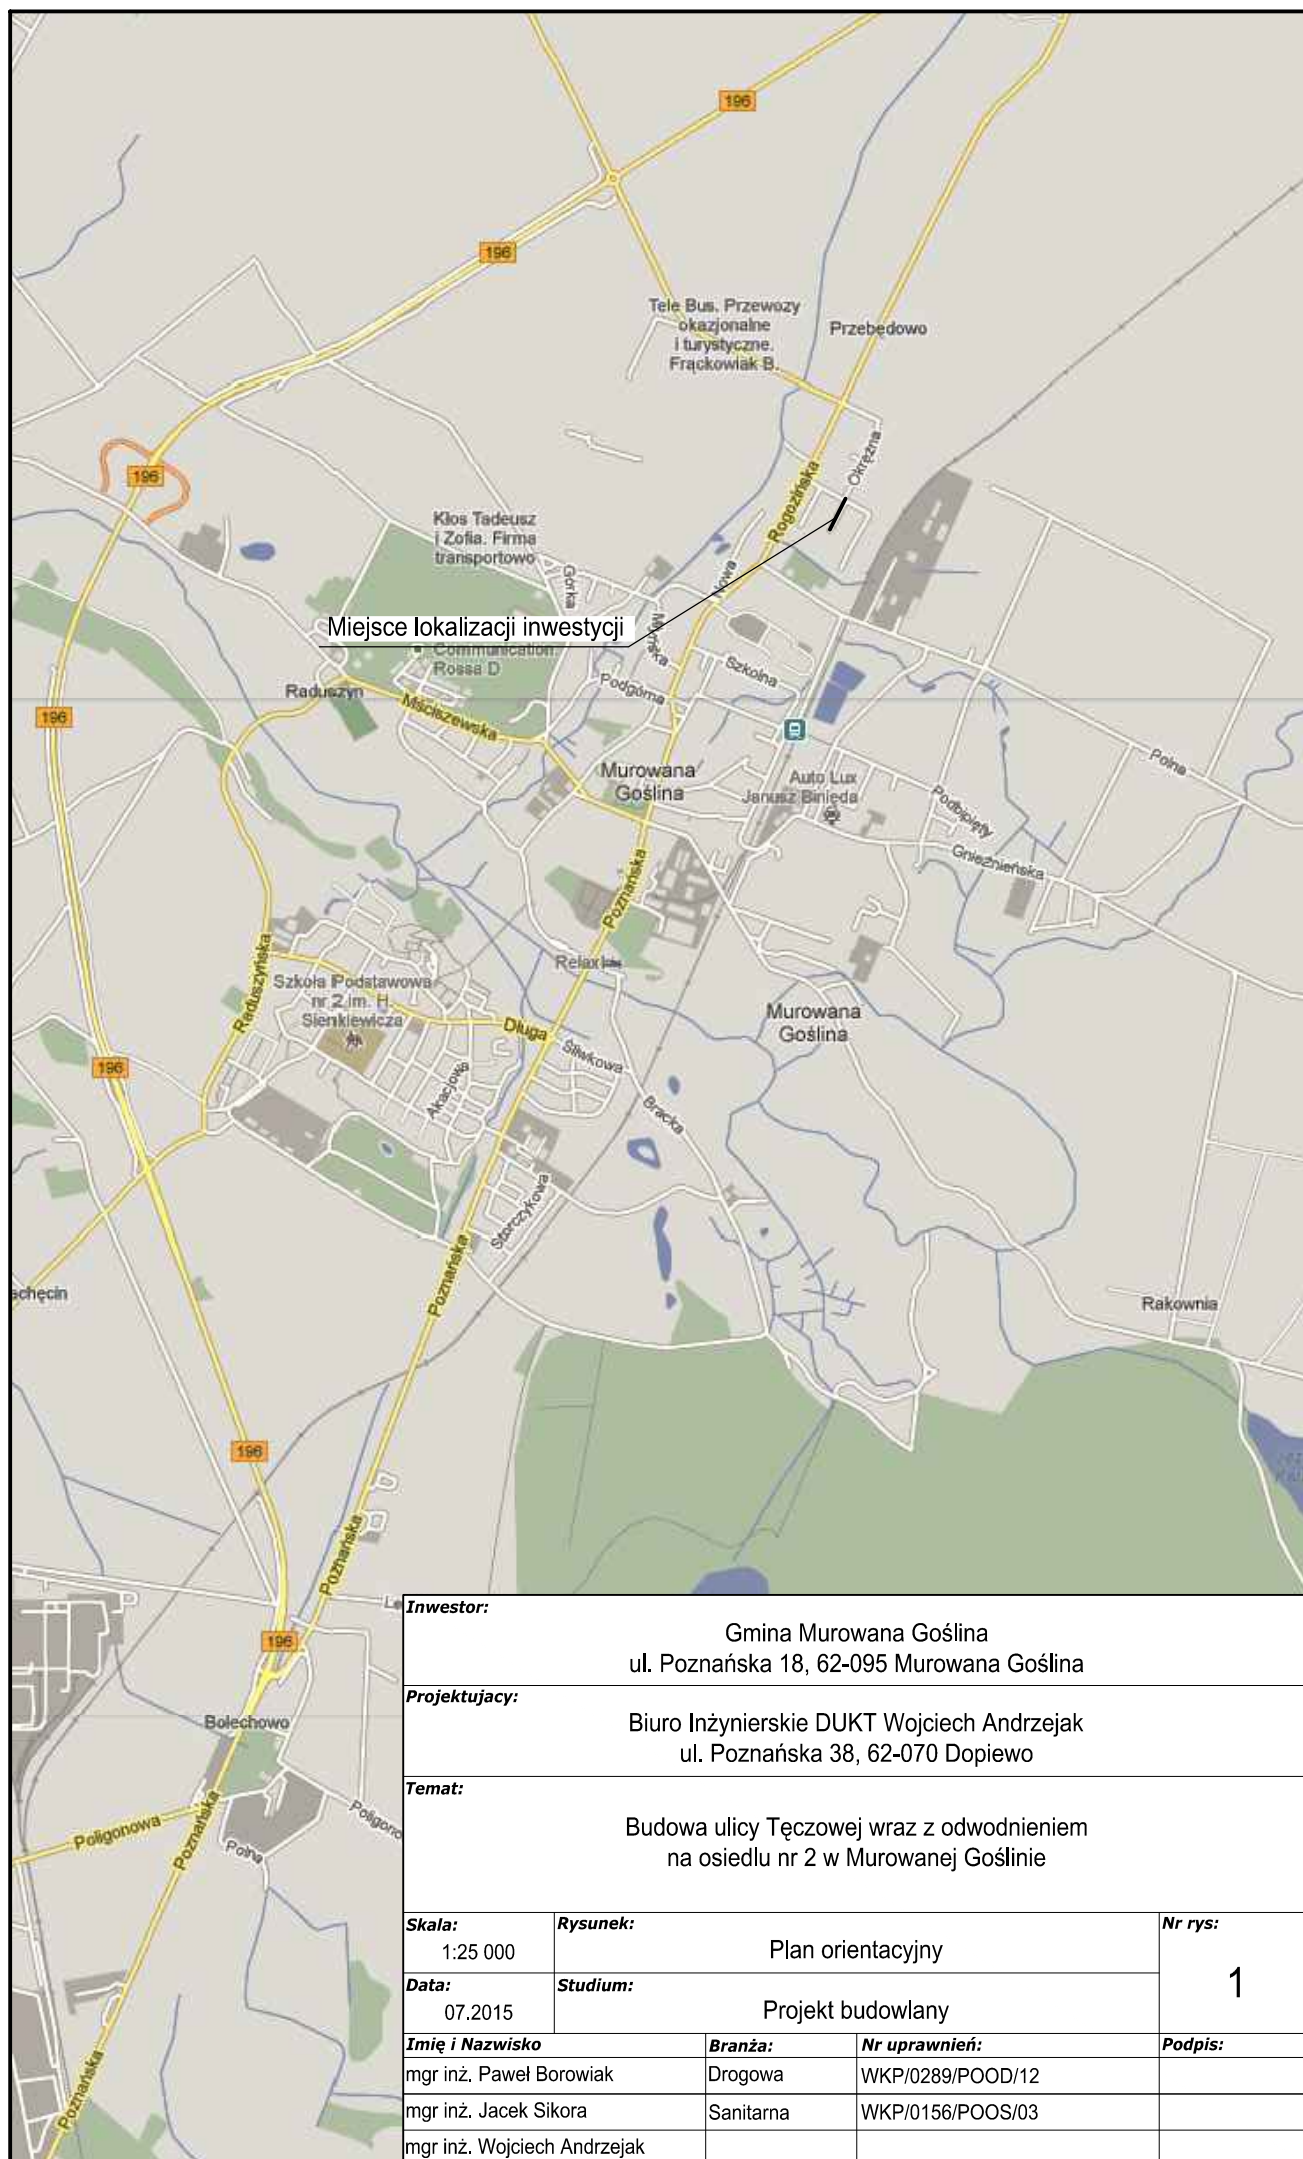 196
196
Tele Bus. Przewozy
okazjonalne
i turystyczne.
Frąckowiak B.
Przebędowo
Okrężna
196
Rogozińska
Kłos Tadeusz
i Zofia. Firma
transportowo
Górka
Nowa
Miejsce lokalizacji inwestycji
Communication.
Rossa D
Szkolna
Podgórna
Raduszyn
Mściszewska
196
Polna
Murowana
Goślina
Auto Lux
Janusz Binięda
Podbipięty
Gnieźnieńska
Poznańska
Raduszyńska
Relax
Szkoła Podstawowa
nr 2 im. H.
Sienkiewicza
Murowana
Goślina
Długa
Śliwkowa
196
Akacjowa
Bracka
Storczykowa
Poznańska
schęcin
Rakownia
196
Poznańska
196
Bolechowo
Poligonowa
Poznańska
Polna
Poligono
Poznańska
Inwestor:
Gmina Murowana Goślina
ul. Poznańska 18, 62-095 Murowana Goślina
Projektujacy:
Biuro Inżynierskie DUKT Wojciech Andrzejak
ul. Poznańska 38, 62-070 Dopiewo
Temat:
Budowa ulicy Tęczowej wraz z odwodnieniem
na osiedlu nr 2 w Murowanej Goślinie
Skala: Rysunek: Nr rys:
1:25 000 Plan orientacyjny
1
Data: Studium:
07.2015 Projekt budowlany
Imię i Nazwisko Branża: Nr uprawnień: Podpis:
mgr inż. Paweł Borowiak Drogowa WKP/0289/POOD/12
mgr inż. Jacek Sikora Sanitarna WKP/0156/POOS/03
mgr inż. Wojciech Andrzejak